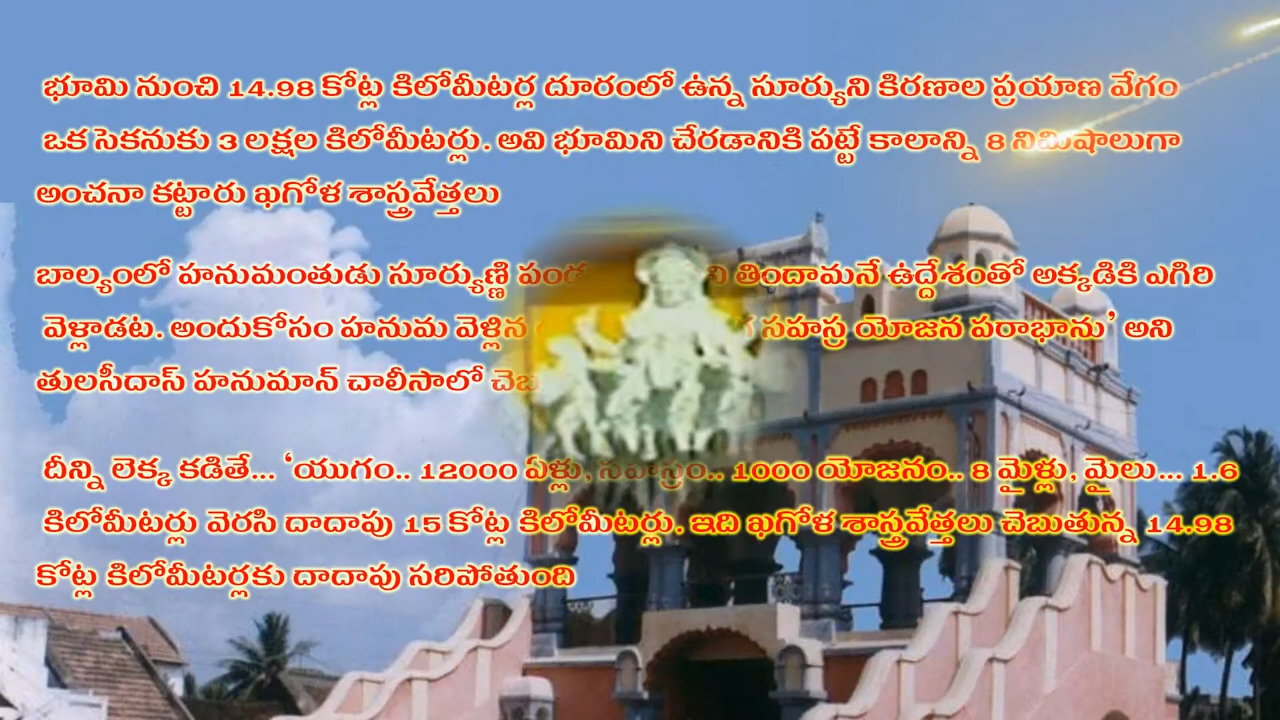 భూమి నుంచి 14.98 కోట్ల కిలోమీటర్ల దూరంలో ఉన్న సూర్యుని కిరణాల ప్రయాణ వేగం
ఒక సెకనుకు 3 లక్షల కిలోమీటర్లు. అవి భూమిని చేరడానికి పట్టే కాలాన్ని 8 నిమిషాలుగా
అంచనా కట్టారు ఖగోళ శాస్త్రవేత్తలు
బాల్యంలో హనుమంతుడు సూర్యుణ్ణి తిందామనే ఉద్దేశంతో అక్కడికి ఎగిరి
వెళ్లాడట. అందుకోసం హనుమ వెళ్లిన సహస్ర యోజన పరాభాను’ అని
తులసీదాస్ హనుమాన్ చాలీసాలో
దీన్ని లెక్క కడితే... ‘యుగం.. 12000 ఏళ్లు, సహస్రం.. 1000 యోజనం.. 8 మైళ్లు, మైలు... 1.6
కిలోమీటర్లు వెరసి దాదాపు 15 కోట్ల కిలోమీటర్లు. ఇది ఖగోళ శాస్త్రవేత్తలు చెబుతున్న 14.98
కోట్ల కిలోమీటర్లకు దాదాపు సరిపోతుంది